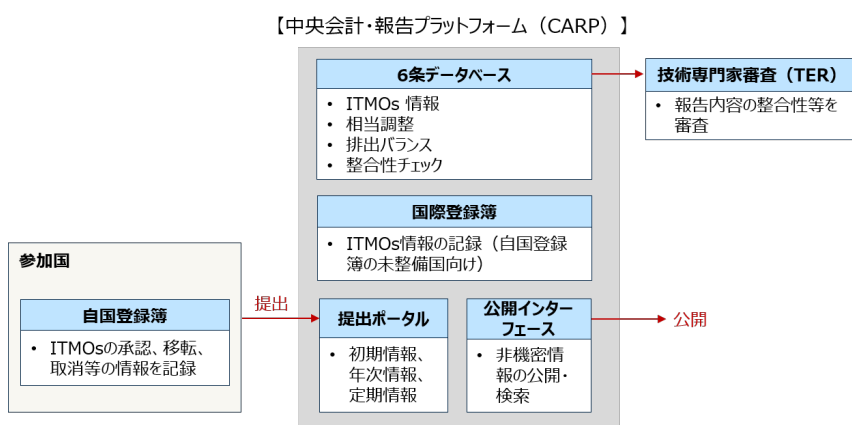 【中央会計・報告プラットフォーム（CARP）】
6条データベース
• ITMOs 情報
• 相当調整
• 排出バランス
• 整合性チェック
技術専門家審査（TER）
• 報告内容の整合性等を
審査
国際登録簿
• ITMOs情報の記録（自国登録
簿の未整備国向け）
参加国
自国登録簿
• ITMOsの承認、移転、
取消等の情報を記録
提出
提出ポータル
• 初期情報、
年次情報、
定期情報
公開インター
フェース
• 非機密情
報の公開・
検索
公開